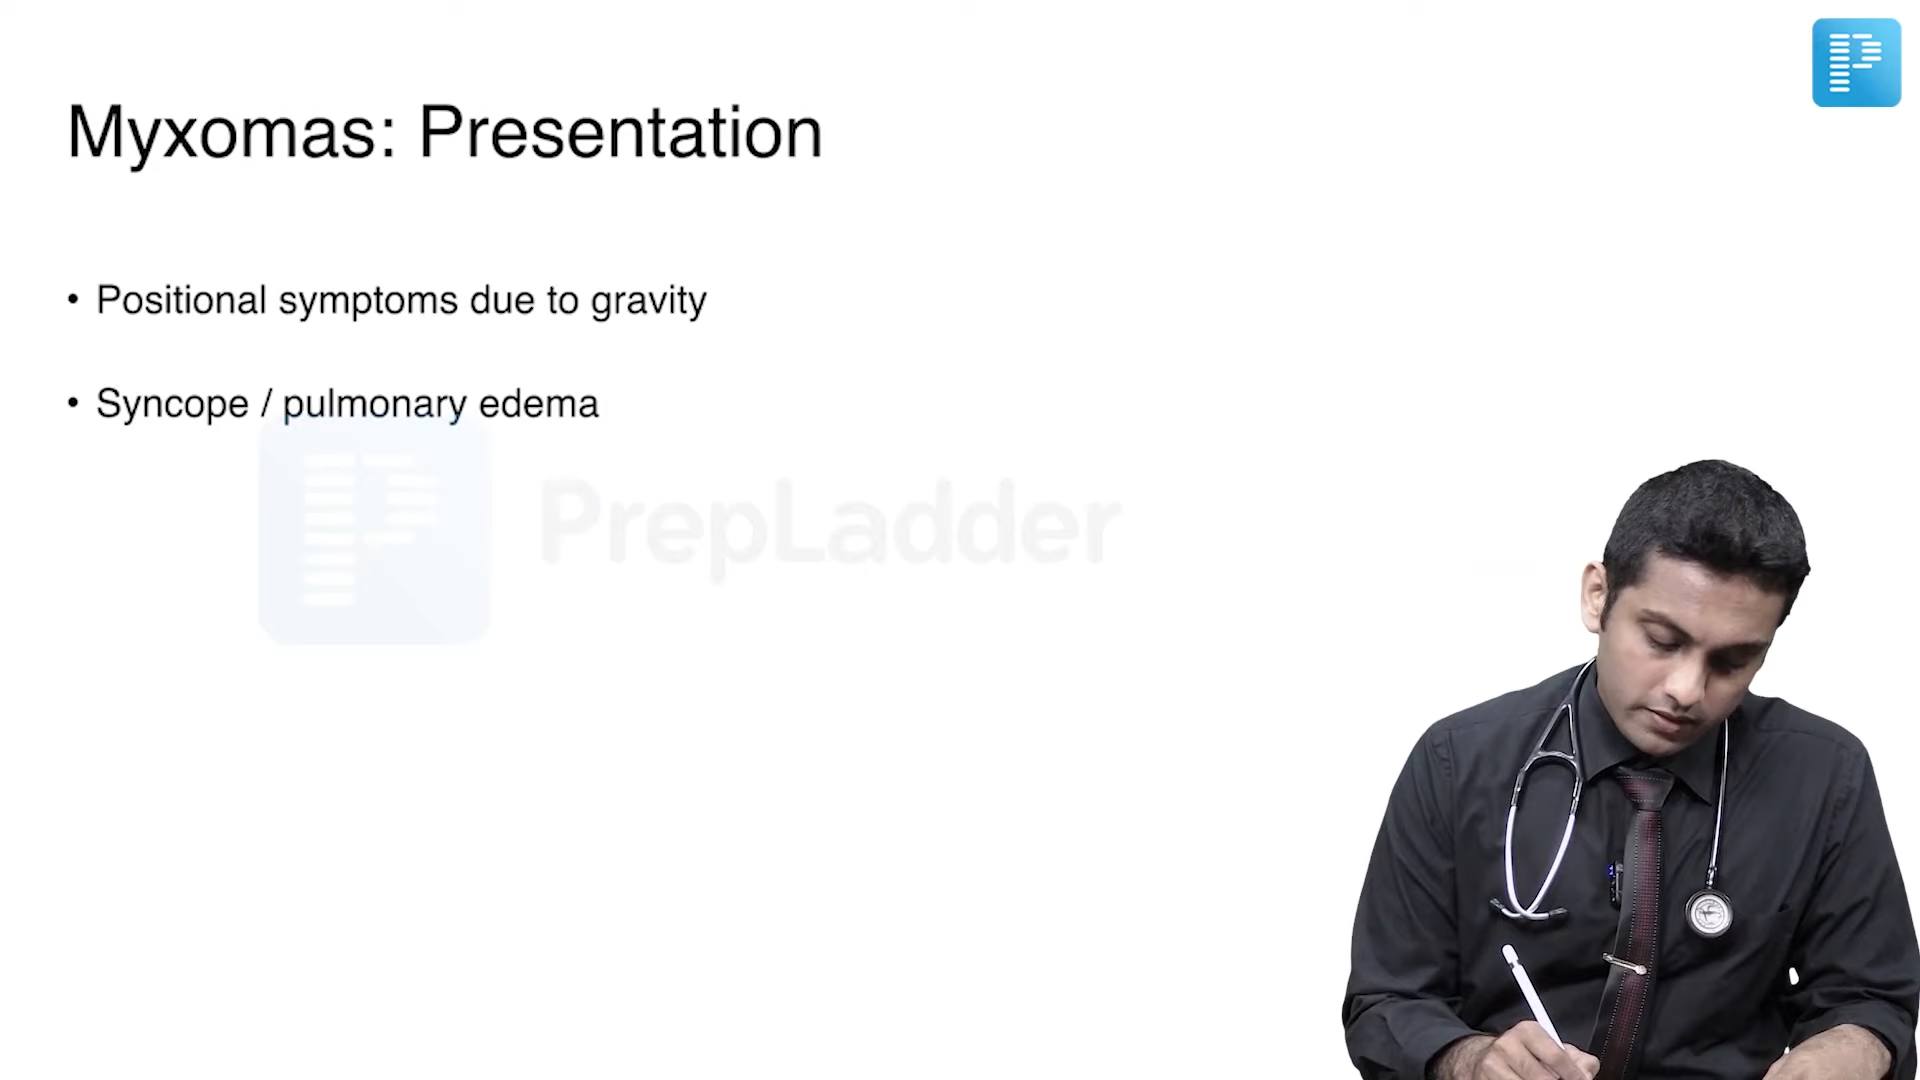 Myxomas: Presentation
• Positional symptoms due to gravity
• Syncope / pulmonary edema
PrepLadder